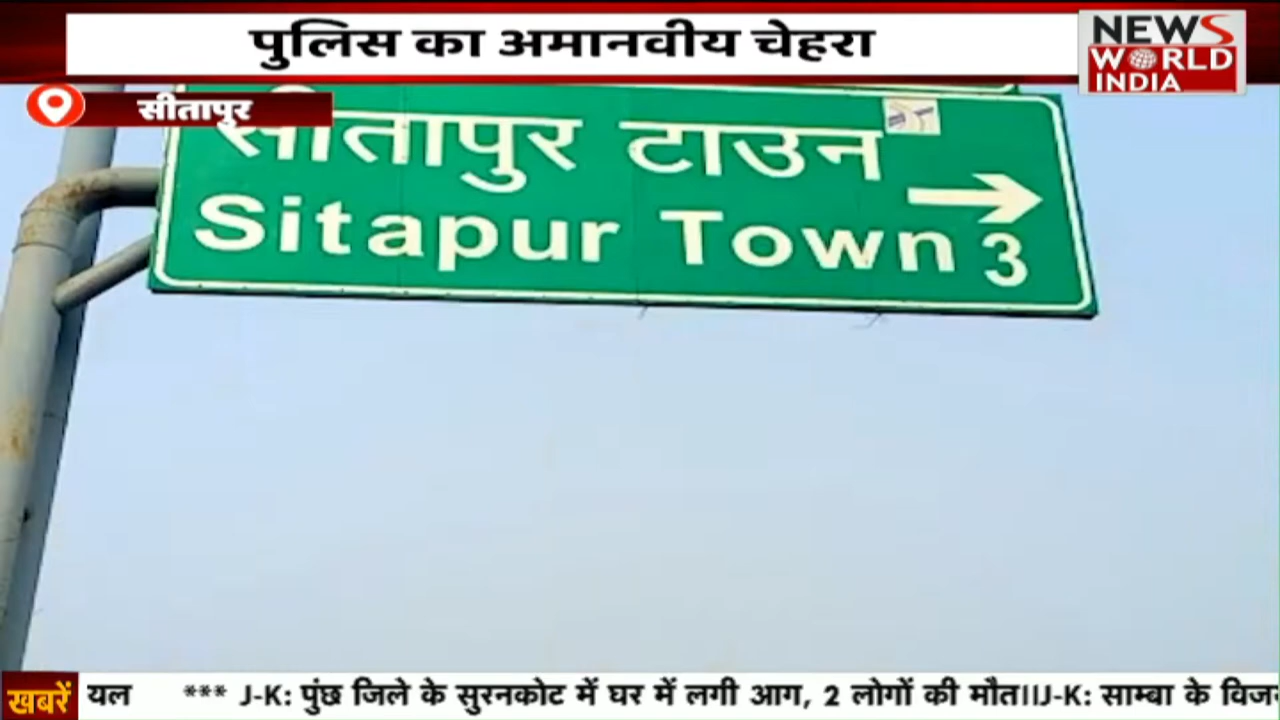 पुलिस का अमानवीय चेहरा
NEWS
WORLD
INDIA
सीतापुर
सीतापुर टाउन
Sitapur Town 3
खबरें
यल *** J-K: पुंछ जिले के सुरनकोट में घर में लगी आग, 2 लोगों की मौत||J-K: साम्बा के